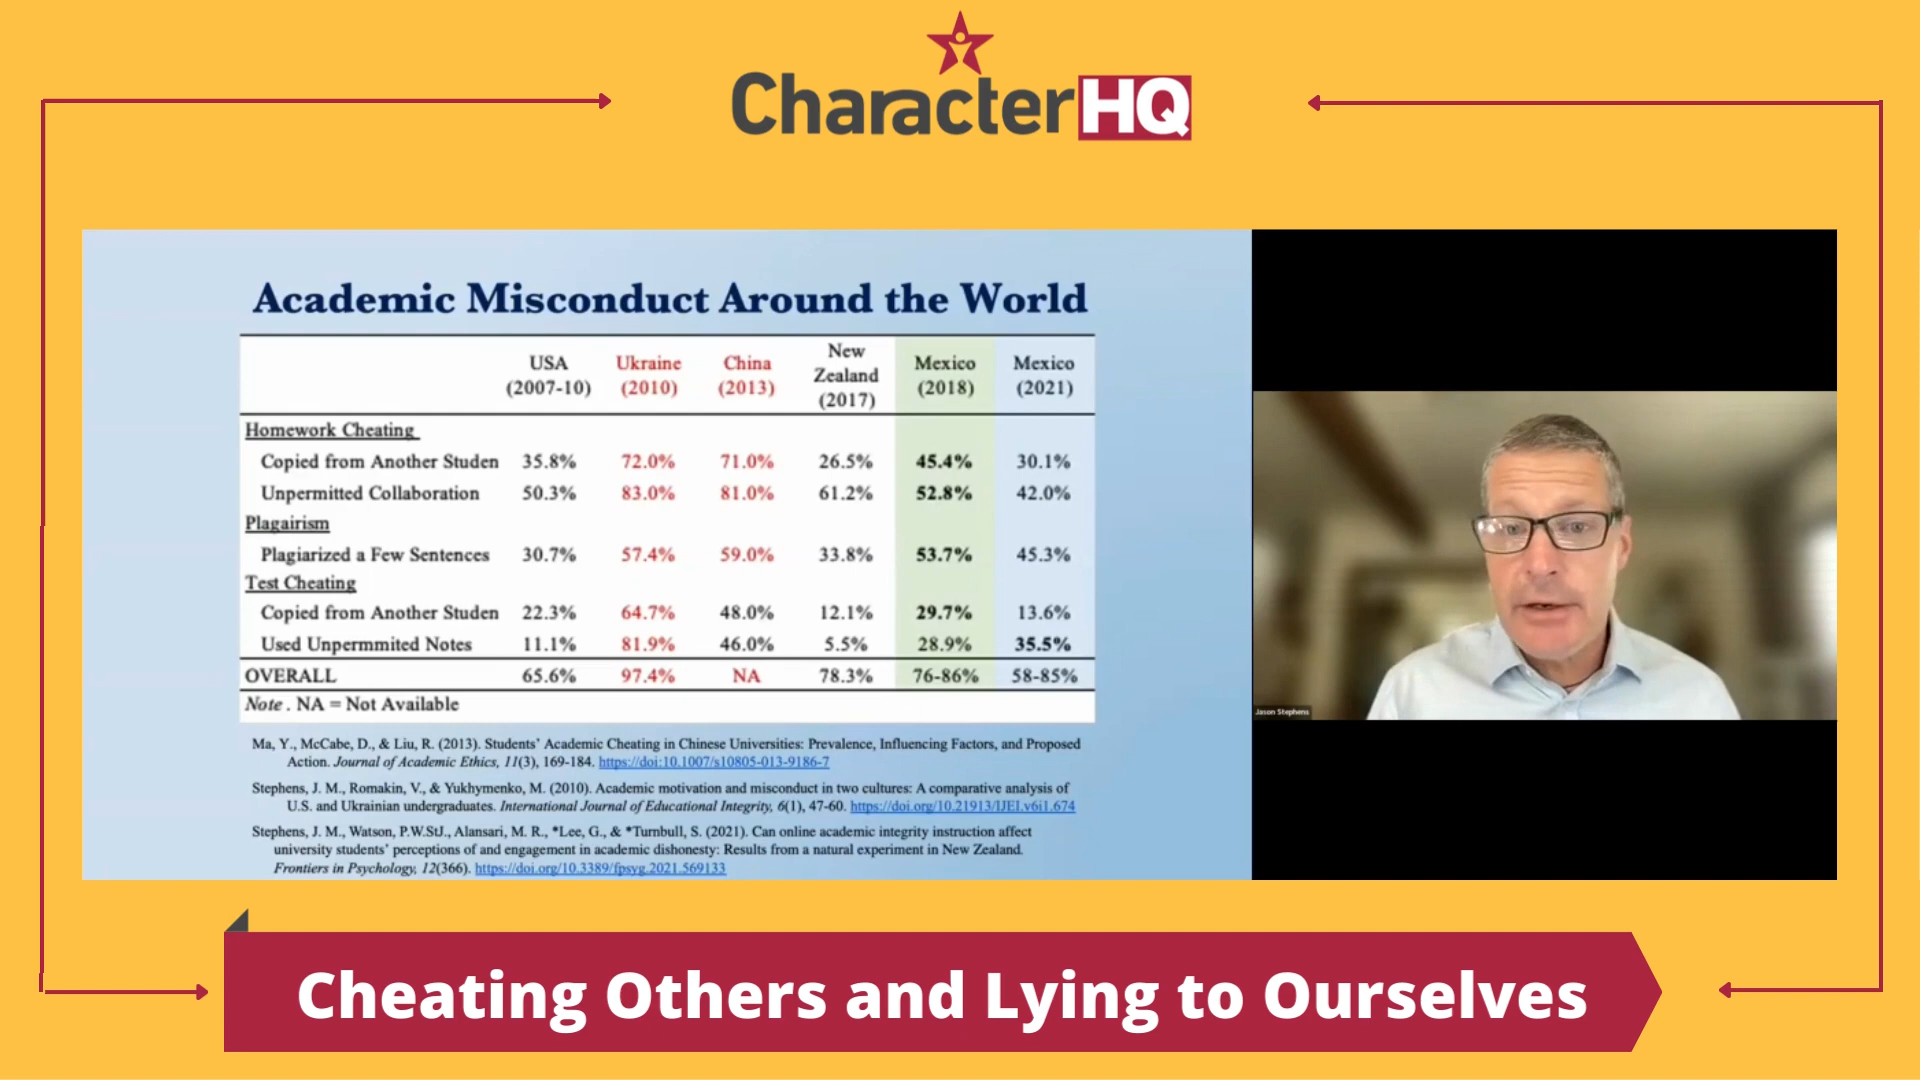 CharacterHQ
Academic Misconduct Around the World
USA (2007-10) Ukraine (2010) China (2013) New Zealand (2017) Mexico (2018) Mexico (2021)
Homework Cheating
Copied from Another Studen 35.8% 72.0% 71.0% 26.5% 45.4% 30.1%
Unpermitted Collaboration 50.3% 83.0% 81.0% 61.2% 52.8% 42.0%
Plagairism
Plagiarized a Few Sentences 30.7% 57.4% 59.0% 33.8% 53.7% 45.3%
Test Cheating
Copied from Another Studen 22.3% 64.7% 48.0% 12.1% 29.7% 13.6%
Used Unpermmited Notes 11.1% 81.9% 46.0% 5.5% 28.9% 35.5%
OVERALL 65.6% 97.4% NA 78.3% 76-86% 58-85%
Note . NA = Not Available
Ma, Y., McCabe, D., & Liu, R. (2013). Students' Academic Cheating in Chinese Universities: Prevalence, Influencing Factors, and Proposed
Action. Journal of Academic Ethics, 11(3), 169-184. https://doi:10.1007/s10805-013-9186-7
Stephens, J. M., Romakin, V., & Yukhymenko, M. (2010). Academic motivation and misconduct in two cultures: A comparative analysis of
U.S. and Ukrainian undergraduates. International Journal of Educational Integrity, 6(1), 47-60. https://doi.org/10.21913/IJEI.v6i1.674
Stephens, J. M., Watson, P.W.StJ., Alansari, M. R., *Lee, G., & *Turnbull, S. (2021). Can online academic integrity instruction affect
university students' perceptions of and engagement in academic dishonesty: Results from a natural experiment in New Zealand.
Frontiers in Psychology, 12(366). https://doi.org/10.3389/fpsyg.2021.569133
Jason Stephens
Cheating Others and Lying to Ourselves